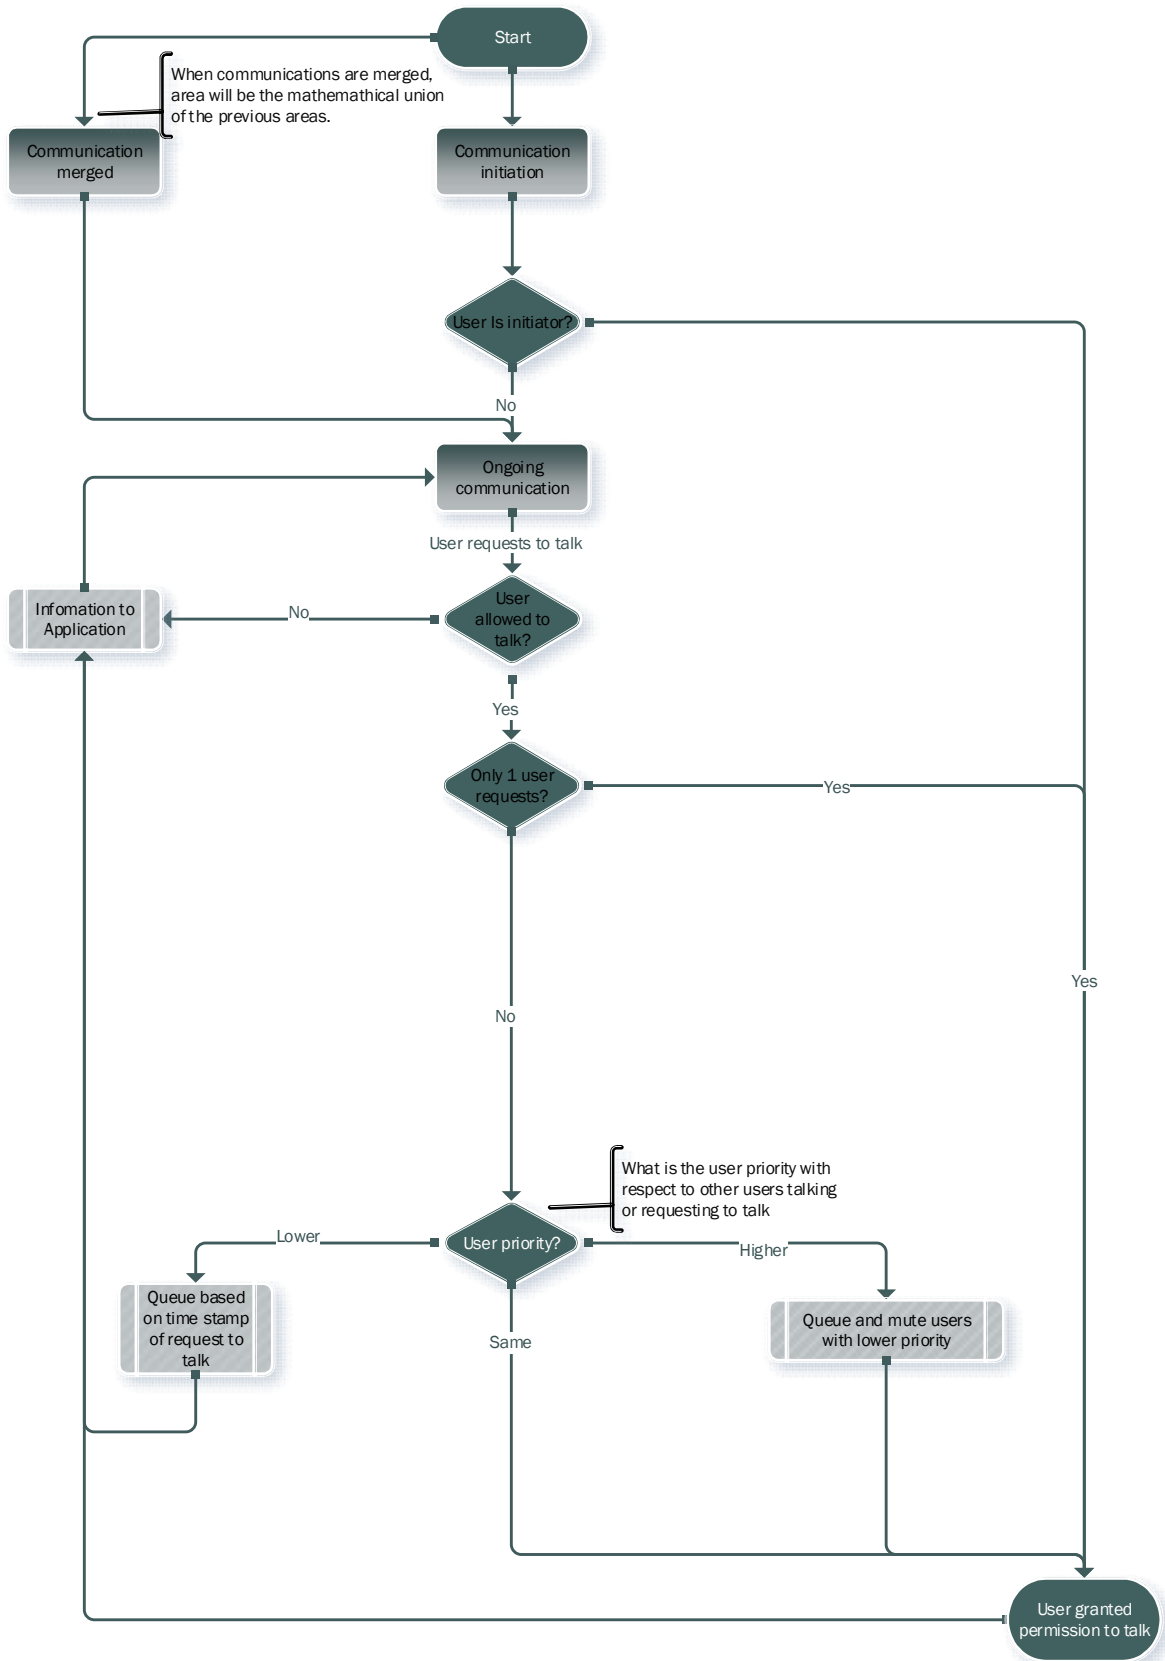 Start
When communications are merged,
area will be the mathemathical union
of the previous areas.
Communication
merged
Communication
initiation
User Is initiator?
No
Ongoing
communication
User requests to talk
Infomation to
Application
No
User
allowed to
talk?
Yes
Only 1 user
requests?
Yes
Yes
No
What is the user priority with
respect to other users talking
or requesting to talk
Lower
User priority?
Higher
Queue based
on time stamp
of request to
talk
Same
Queue and mute users
with lower priority
User granted
permission to talk